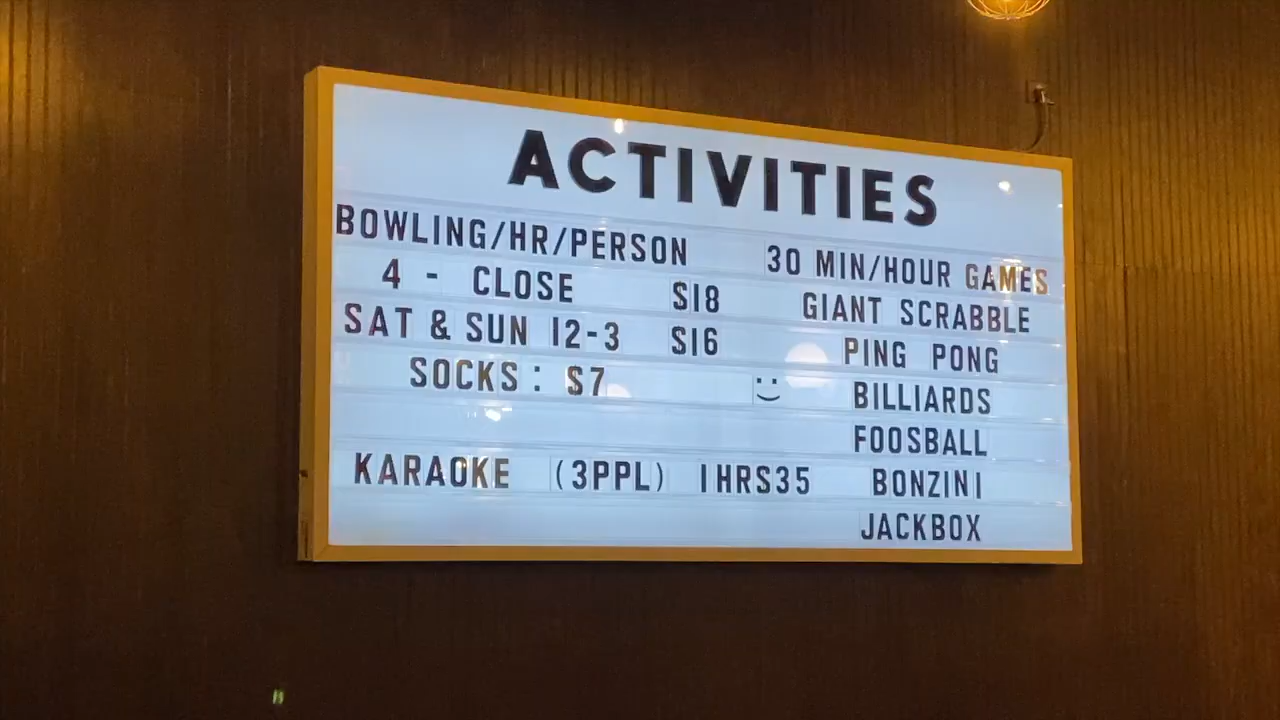 ACTIVITIES
BOWLING/HR/PERSON
4 - CLOSE S18
SAT & SUN 12-3 S16
SOCKS: $7 :)
KARAOKE (3PPL) 1HRS35
30 MIN/HOUR GAMES
GIANT SCRABBLE
PING PONG
BILLIARDS
FOOSBALL
BONZINI
JACKBOX